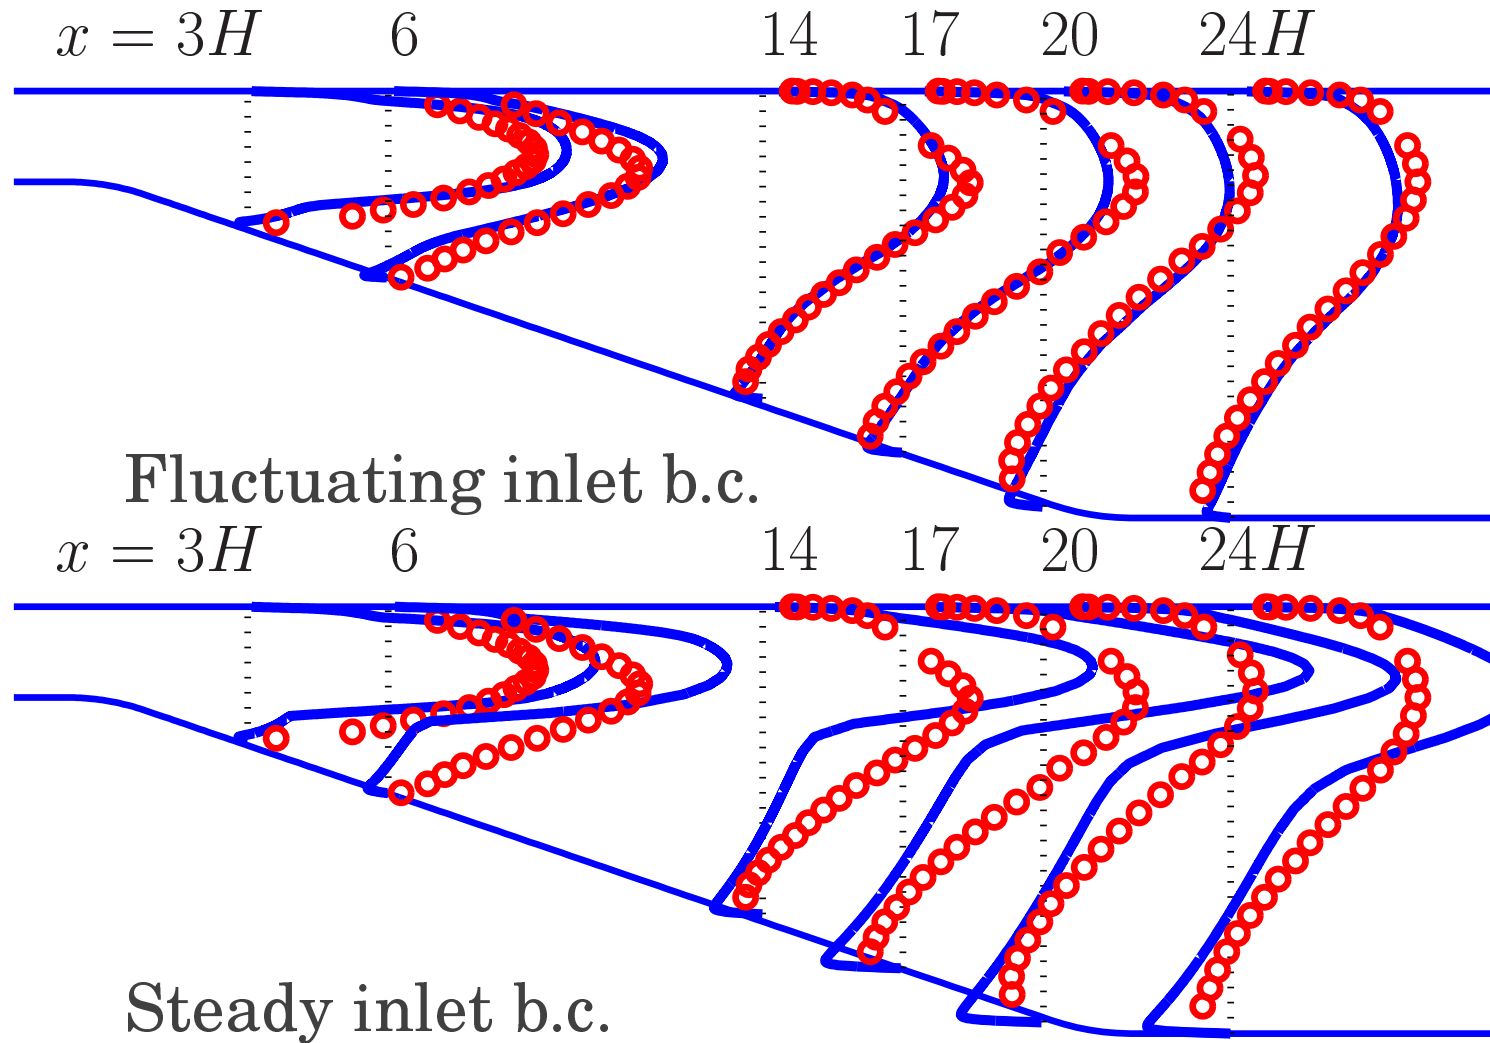 x = 3H 6 14 17 20 24H
Fluctuating inlet b.c.
x = 3H 6 14 17 20 24H
Steady inlet b.c.